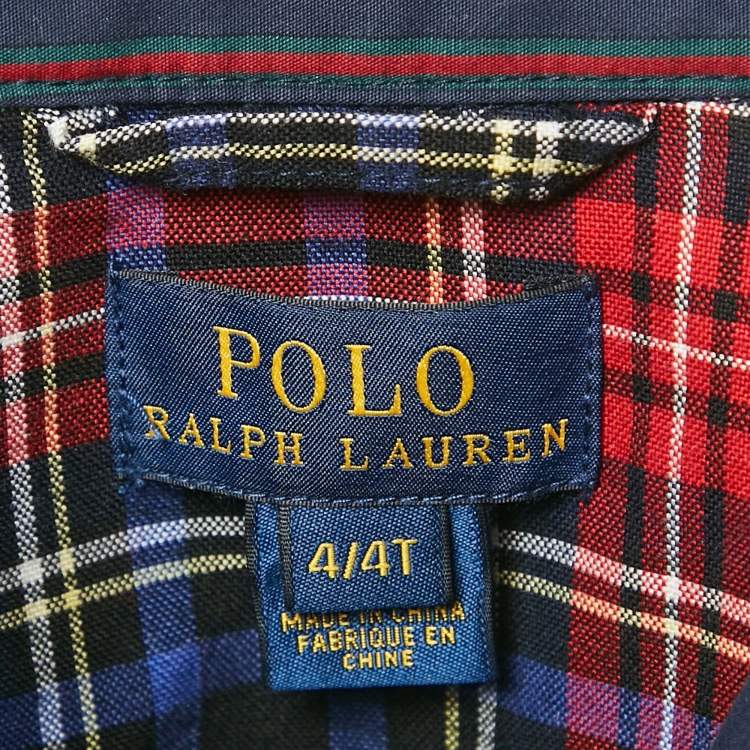 POLO
RALPH LAUREN
4/4T
MADE IN CHINA
FABRIQUE EN
CHINE